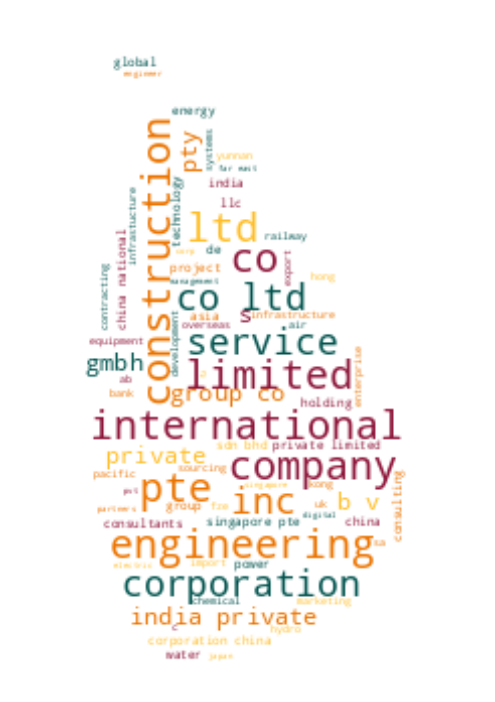 global
engineer
energy
construction
pty
systems
yunnan
far east
technology
india
infrastructure
llc
ltd
railway
china national
corp
de
co
export
project
hong
contracting
management
co ltd
asia
s
infrastructure
overseas
air
development
equipment
service
gmbh
enterprise
ab
limited
bank
group co
holding
international
sdn bhd
private limited
private
sourcing
company
pacific
consulting
singapore
kong
pte
pvt
inc
b v
partners
group
fze
uk
digital
consultants
singapore pte
china
engineering
sa
electric
import
power
corporation
chemical
marketing
india private
c
hydro
corporation china
water
japan